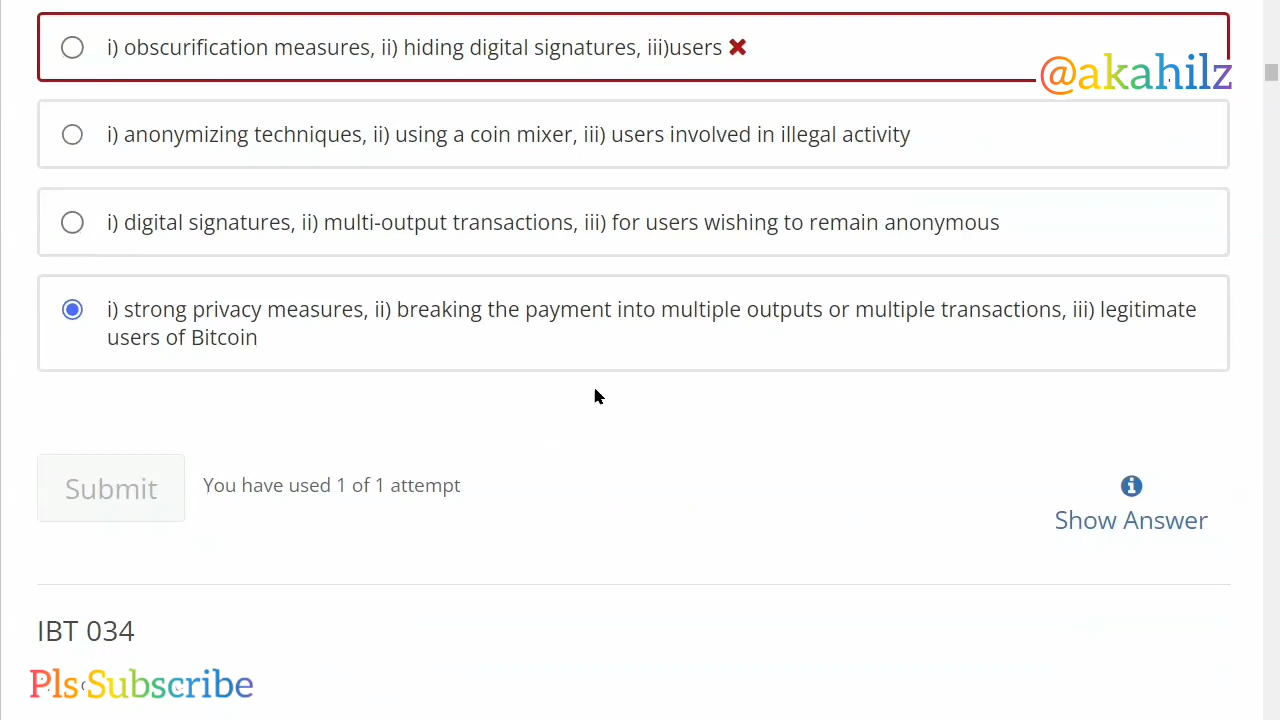 i) obscurification measures, ii) hiding digital signatures, iii)users
@akahilz
i) anonymizing techniques, ii) using a coin mixer, iii) users involved in illegal activity
i) digital signatures, ii) multi-output transactions, iii) for users wishing to remain anonymous
i) strong privacy measures, ii) breaking the payment into multiple outputs or multiple transactions, iii) legitimate
users of Bitcoin
Submit
You have used 1 of 1 attempt
Show Answer
IBT 034
Pls Subscribe